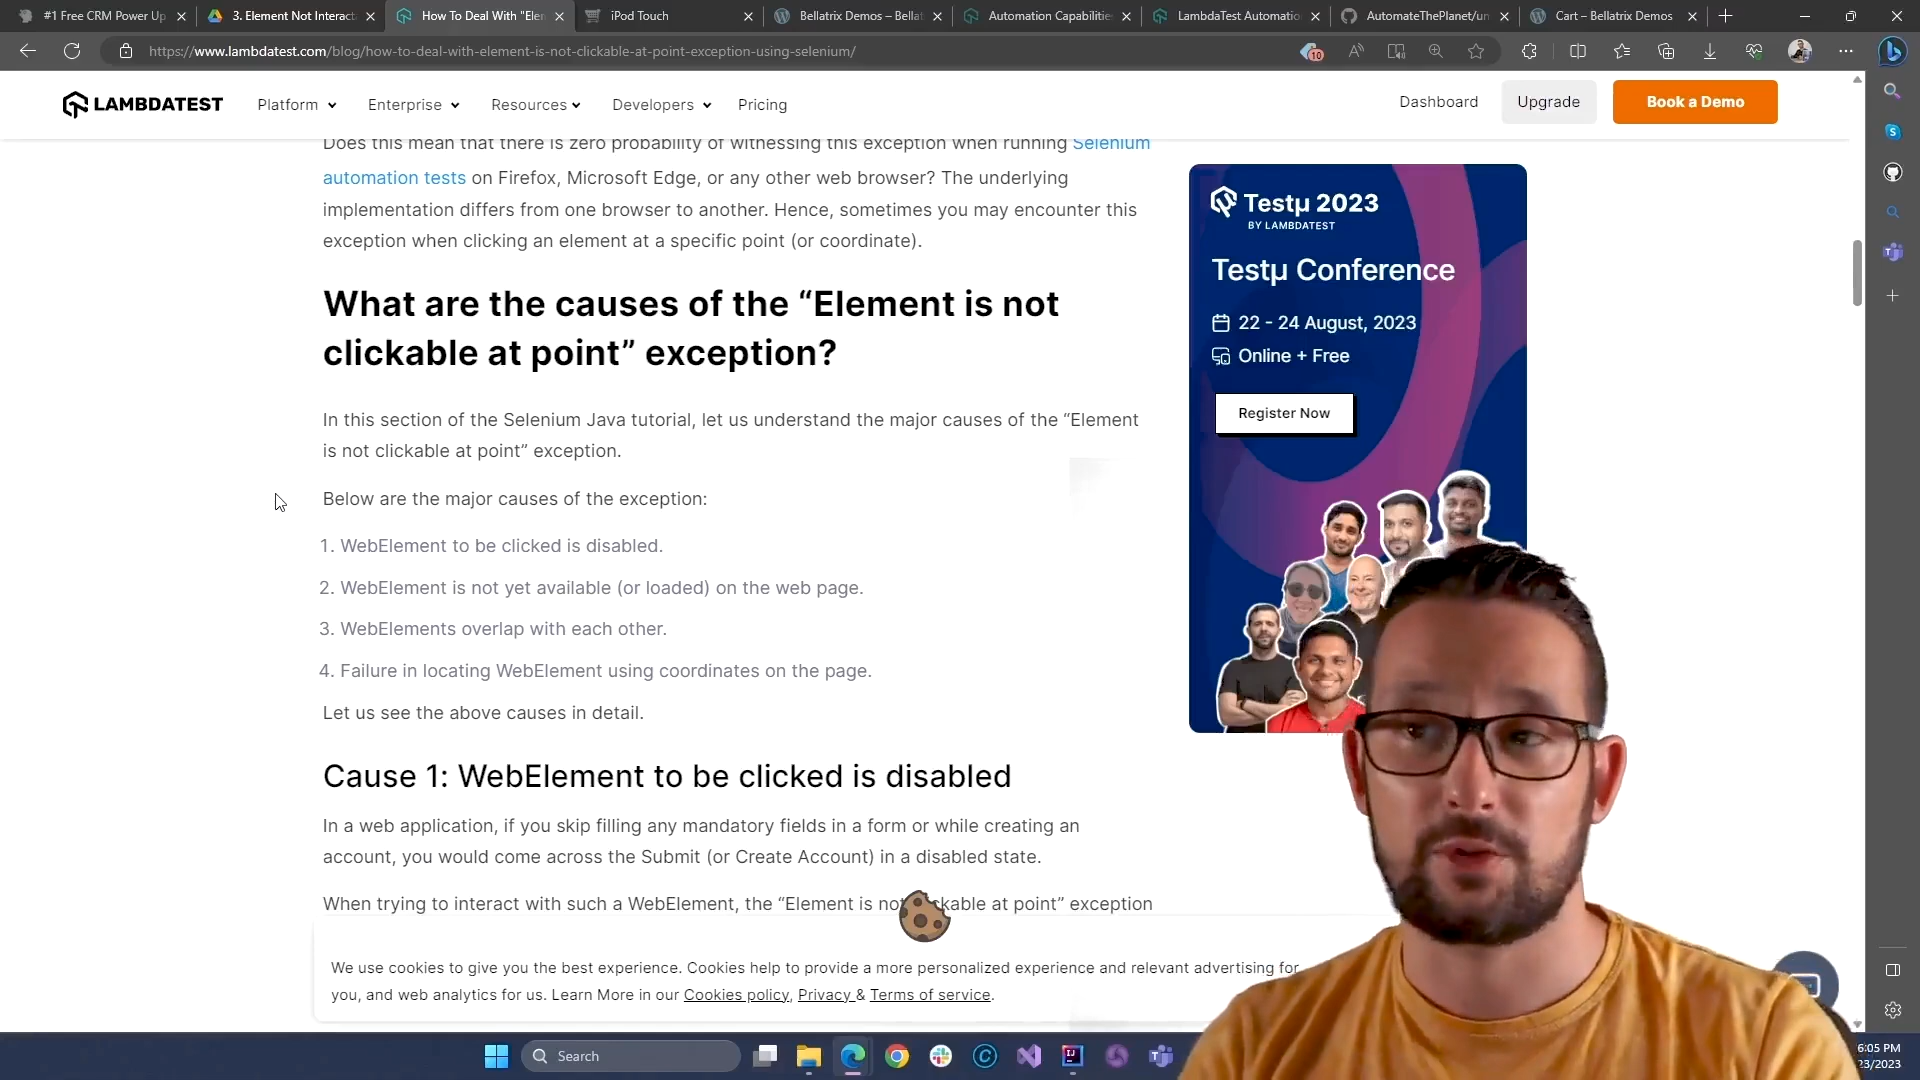 #1 Free CRM Power Up
3. Element Not Interact
How To Deal With "Elem
iPod Touch
Bellatrix Demos – Bella
Automation Capabilities
LambdaTest Automatio
AutomateThePlanet/un
Cart – Bellatrix Demos
https://www.lambdatest.com/blog/how-to-deal-with-element-is-not-clickable-at-point-exception-using-selenium/
10
LAMBDATEST
Platform
Enterprise
Resources
Developers
Pricing
Dashboard
Upgrade
Book a Demo
Does this mean that there is zero probability of witnessing this exception when running Selenium
automation tests on Firefox, Microsoft Edge, or any other web browser? The underlying
implementation differs from one browser to another. Hence, sometimes you may encounter this
exception when clicking an element at a specific point (or coordinate).
What are the causes of the “Element is not
clickable at point” exception?
In this section of the Selenium Java tutorial, let us understand the major causes of the “Element
is not clickable at point” exception.
Below are the major causes of the exception:
1. WebElement to be clicked is disabled.
2. WebElement is not yet available (or loaded) on the web page.
3. WebElements overlap with each other.
4. Failure in locating WebElement using coordinates on the page.
Let us see the above causes in detail.
Cause 1: WebElement to be clicked is disabled
In a web application, if you skip filling any mandatory fields in a form or while creating an
account, you would come across the Submit (or Create Account) in a disabled state.
When trying to interact with such a WebElement, the “Element is not ckable at point” exception
Testμ 2023
BY LAMBDATEST
Testμ Conference
22 - 24 August, 2023
Online + Free
Register Now
We use cookies to give you the best experience. Cookies help to provide a more personalized experience and relevant advertising for
you, and web analytics for us. Learn More in our Cookies policy, Privacy & Terms of service.
Search
6:05 PM
23/2023